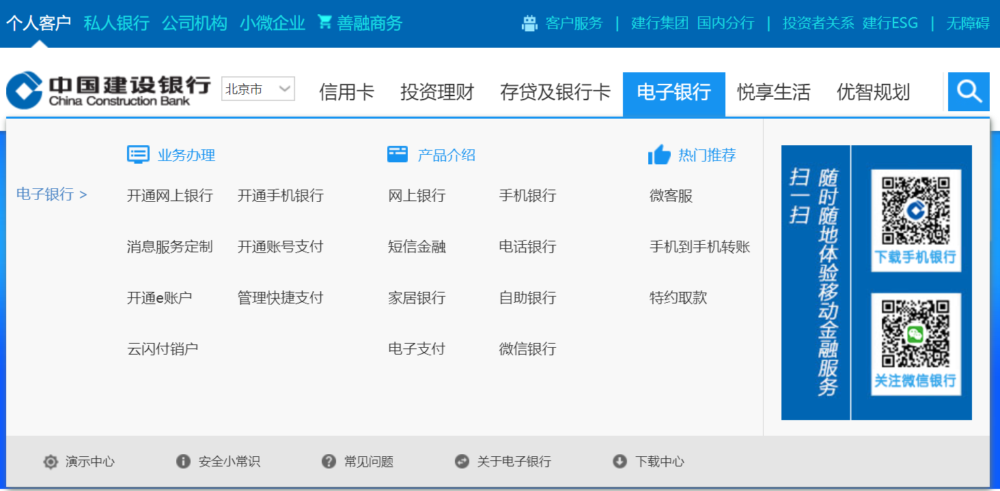 个人客户 私人银行 公司机构 小微企业 善融商务 客户服务 | 建行集团 国内分行 | 投资者关系 建行ESG | 无障碍
中国建设银行
China Construction Bank
北京市
信用卡 投资理财 存贷及银行卡 电子银行 悦享生活 优智规划
电子银行 >
业务办理
开通网上银行 开通手机银行
消息服务定制 开通账号支付
开通e账户 管理快捷支付
云闪付销户
产品介绍
网上银行 手机银行
短信金融 电话银行
家居银行 自助银行
电子支付 微信银行
热门推荐
微客服
手机到手机转账
特约取款
扫一扫
随时随地体验移动金融服务
下载手机银行
关注微信银行
演示中心 安全小常识 常见问题 关于电子银行 下载中心